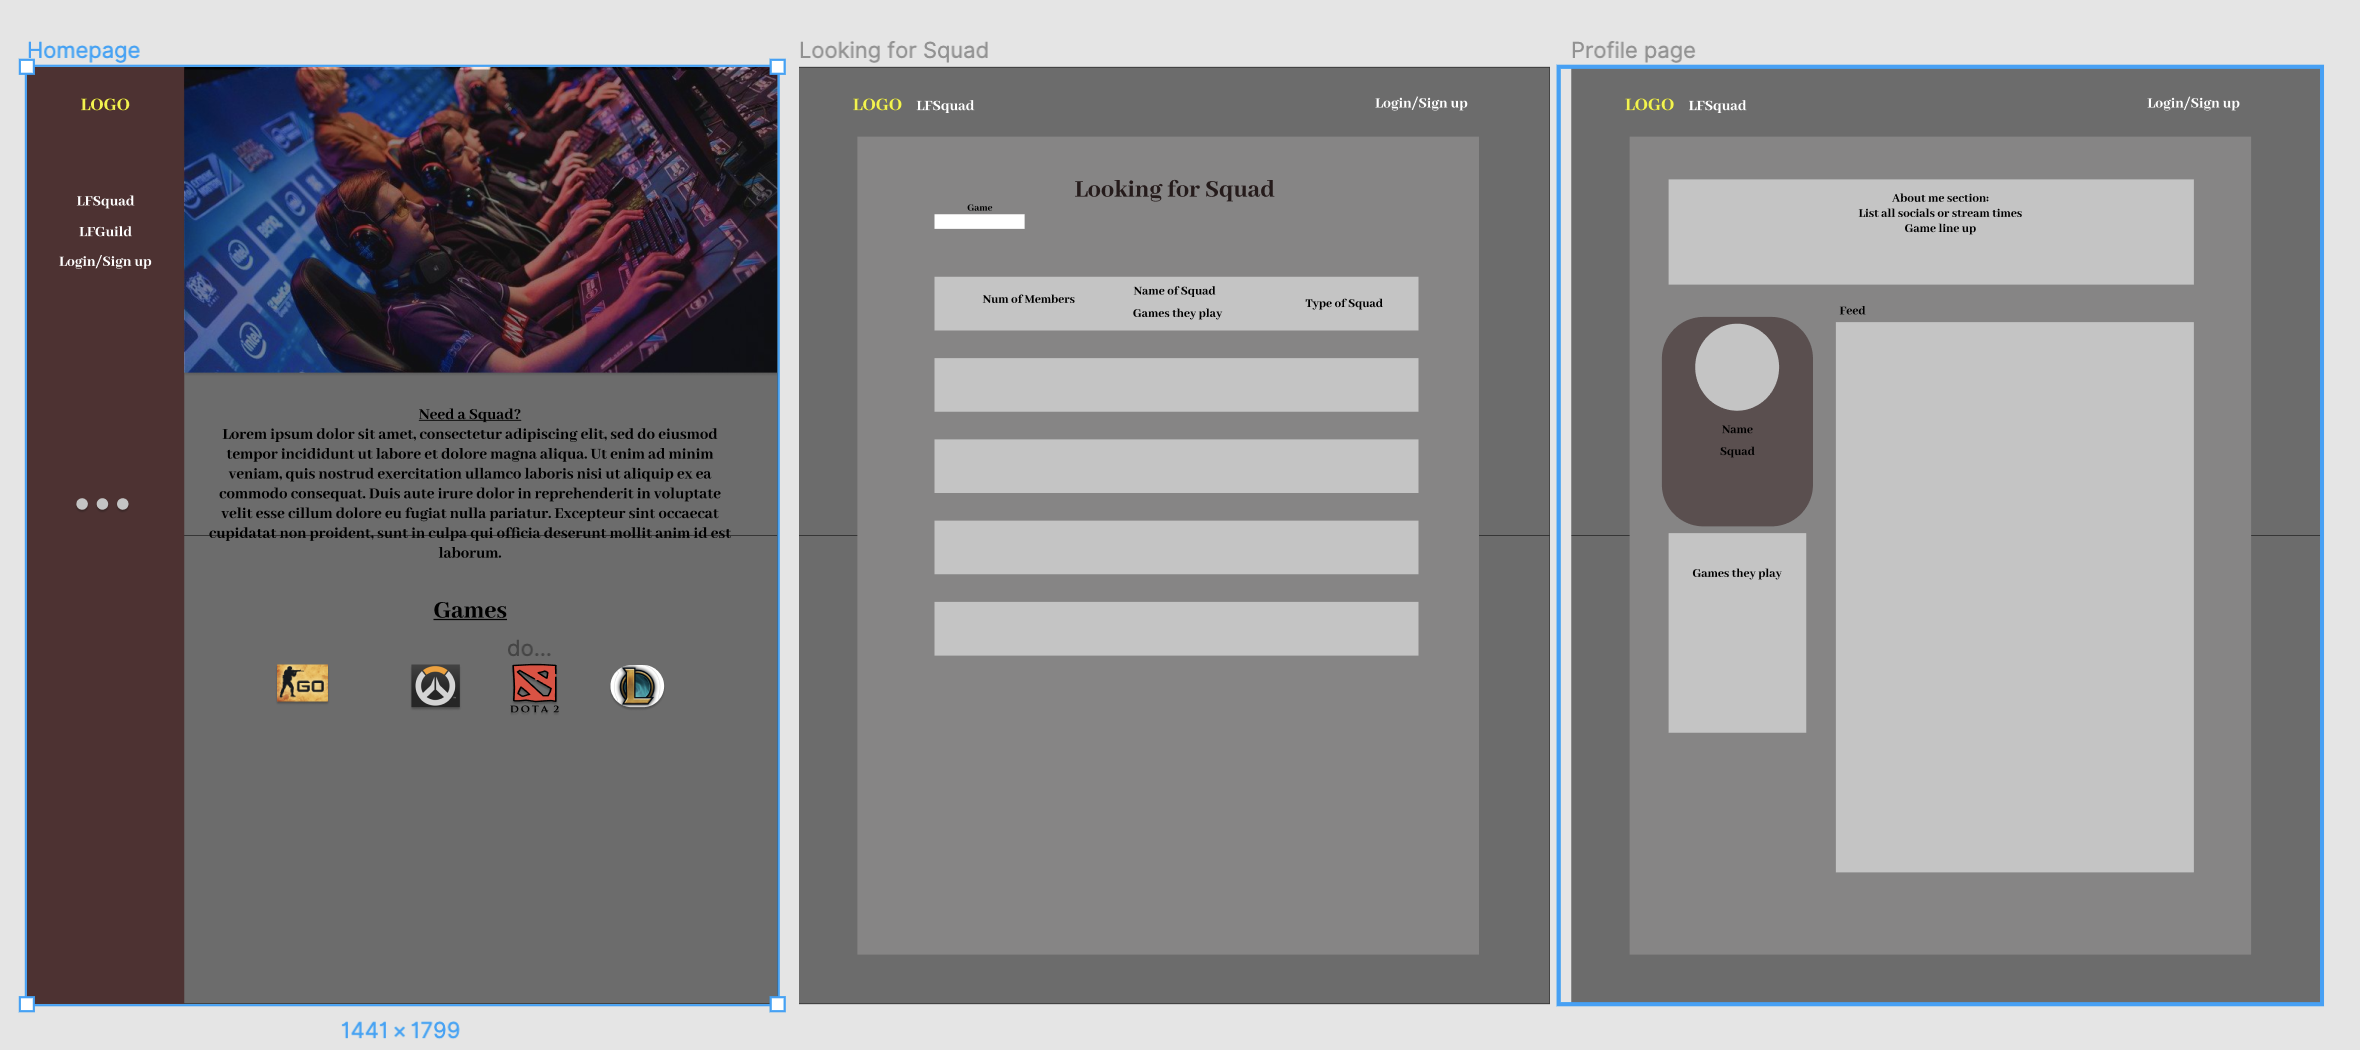 Homepage
LOGO
LFSquad
LFGuild
Login/Sign up
intel
Need a Squad?
Lorem ipsum dolor sit amet, consectetur adipiscing elit, sed do eiusmod
tempor incididunt ut labore et dolore magna aliqua. Ut enim ad minim
veniam, quis nostrud exercitation ullamco laboris nisi ut aliquip ex ea
commodo consequat. Duis aute irure dolor in reprehenderit in voluptate
velit esse cillum dolore eu fugiat nulla pariatur. Excepteur sint occaecat
cupidatat non proident, sunt in culpa qui officia deserunt mollit anim id est
laborum.
Games
do...
GO
DOTA 2
1441 × 1799
Looking for Squad
LOGO LFSquad
Login/Sign up
Looking for Squad
Game
Num of Members
Name of Squad
Games they play
Type of Squad
Profile page
LOGO LFSquad
Login/Sign up
About me section:
List all socials or stream times
Game line up
Feed
Name
Squad
Games they play